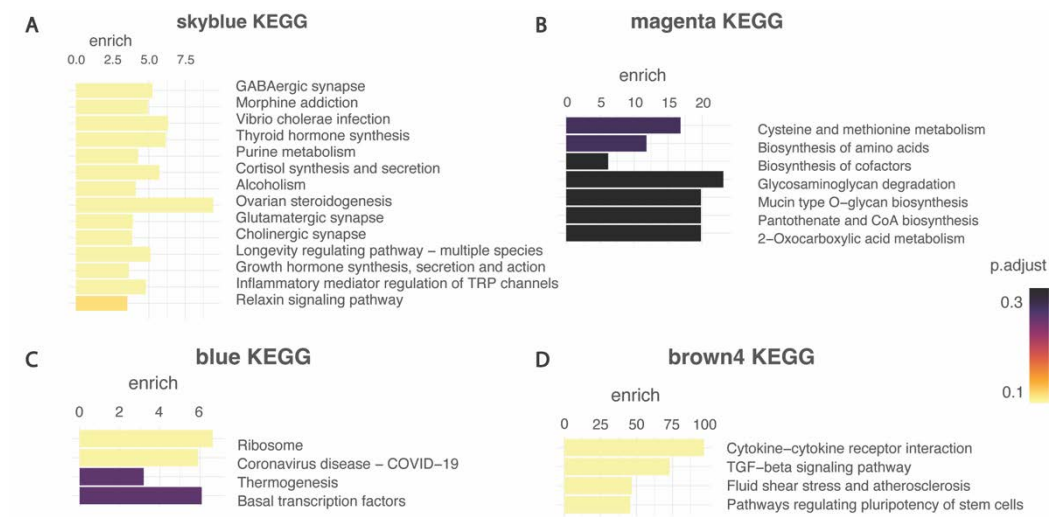 A
skyblue KEGG
enrich
0.0 2.5 5.0 7.5
GABAergic synapse
Morphine addiction
Vibrio cholerae infection
Thyroid hormone synthesis
Purine metabolism
Cortisol synthesis and secretion
Alcoholism
Ovarian steroidogenesis
Glutamatergic synapse
Cholinergic synapse
Longevity regulating pathway – multiple species
Growth hormone synthesis, secretion and action
Inflammatory mediator regulation of TRP channels
Relaxin signaling pathway
B
magenta KEGG
enrich
0 5 10 15 20
Cysteine and methionine metabolism
Biosynthesis of amino acids
Biosynthesis of cofactors
Glycosaminoglycan degradation
Mucin type O–glycan biosynthesis
Pantothenate and CoA biosynthesis
2–Oxocarboxylic acid metabolism
p.adjust
0.3
0.1
C
blue KEGG
enrich
0 2 4 6
Ribosome
Coronavirus disease – COVID–19
Thermogenesis
Basal transcription factors
D
brown4 KEGG
enrich
0 25 50 75 100
Cytokine–cytokine receptor interaction
TGF–beta signaling pathway
Fluid shear stress and atherosclerosis
Pathways regulating pluripotency of stem cells